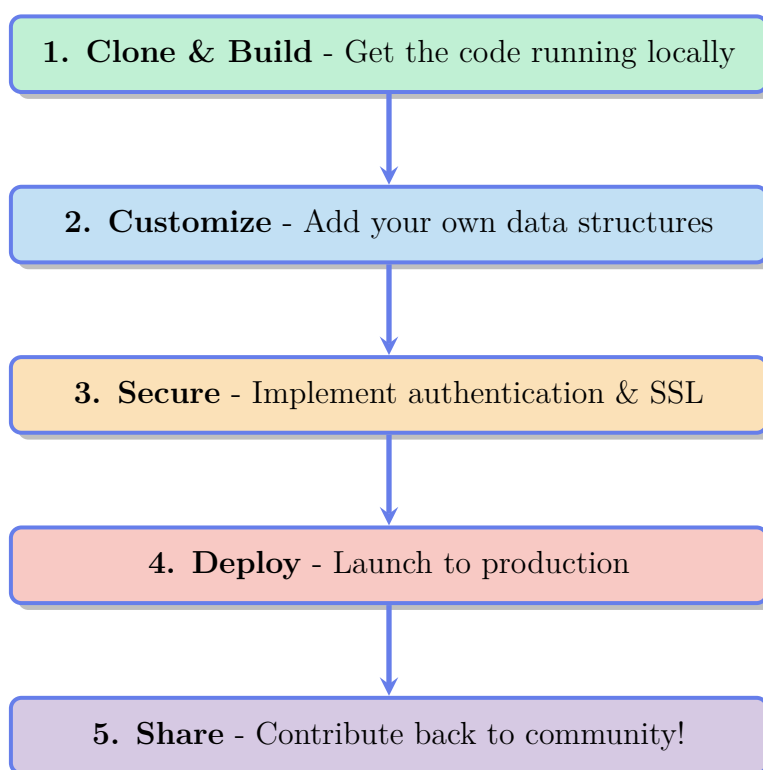 1. Clone & Build - Get the code running locally
2. Customize - Add your own data structures
3. Secure - Implement authentication & SSL
4. Deploy - Launch to production
5. Share - Contribute back to community!